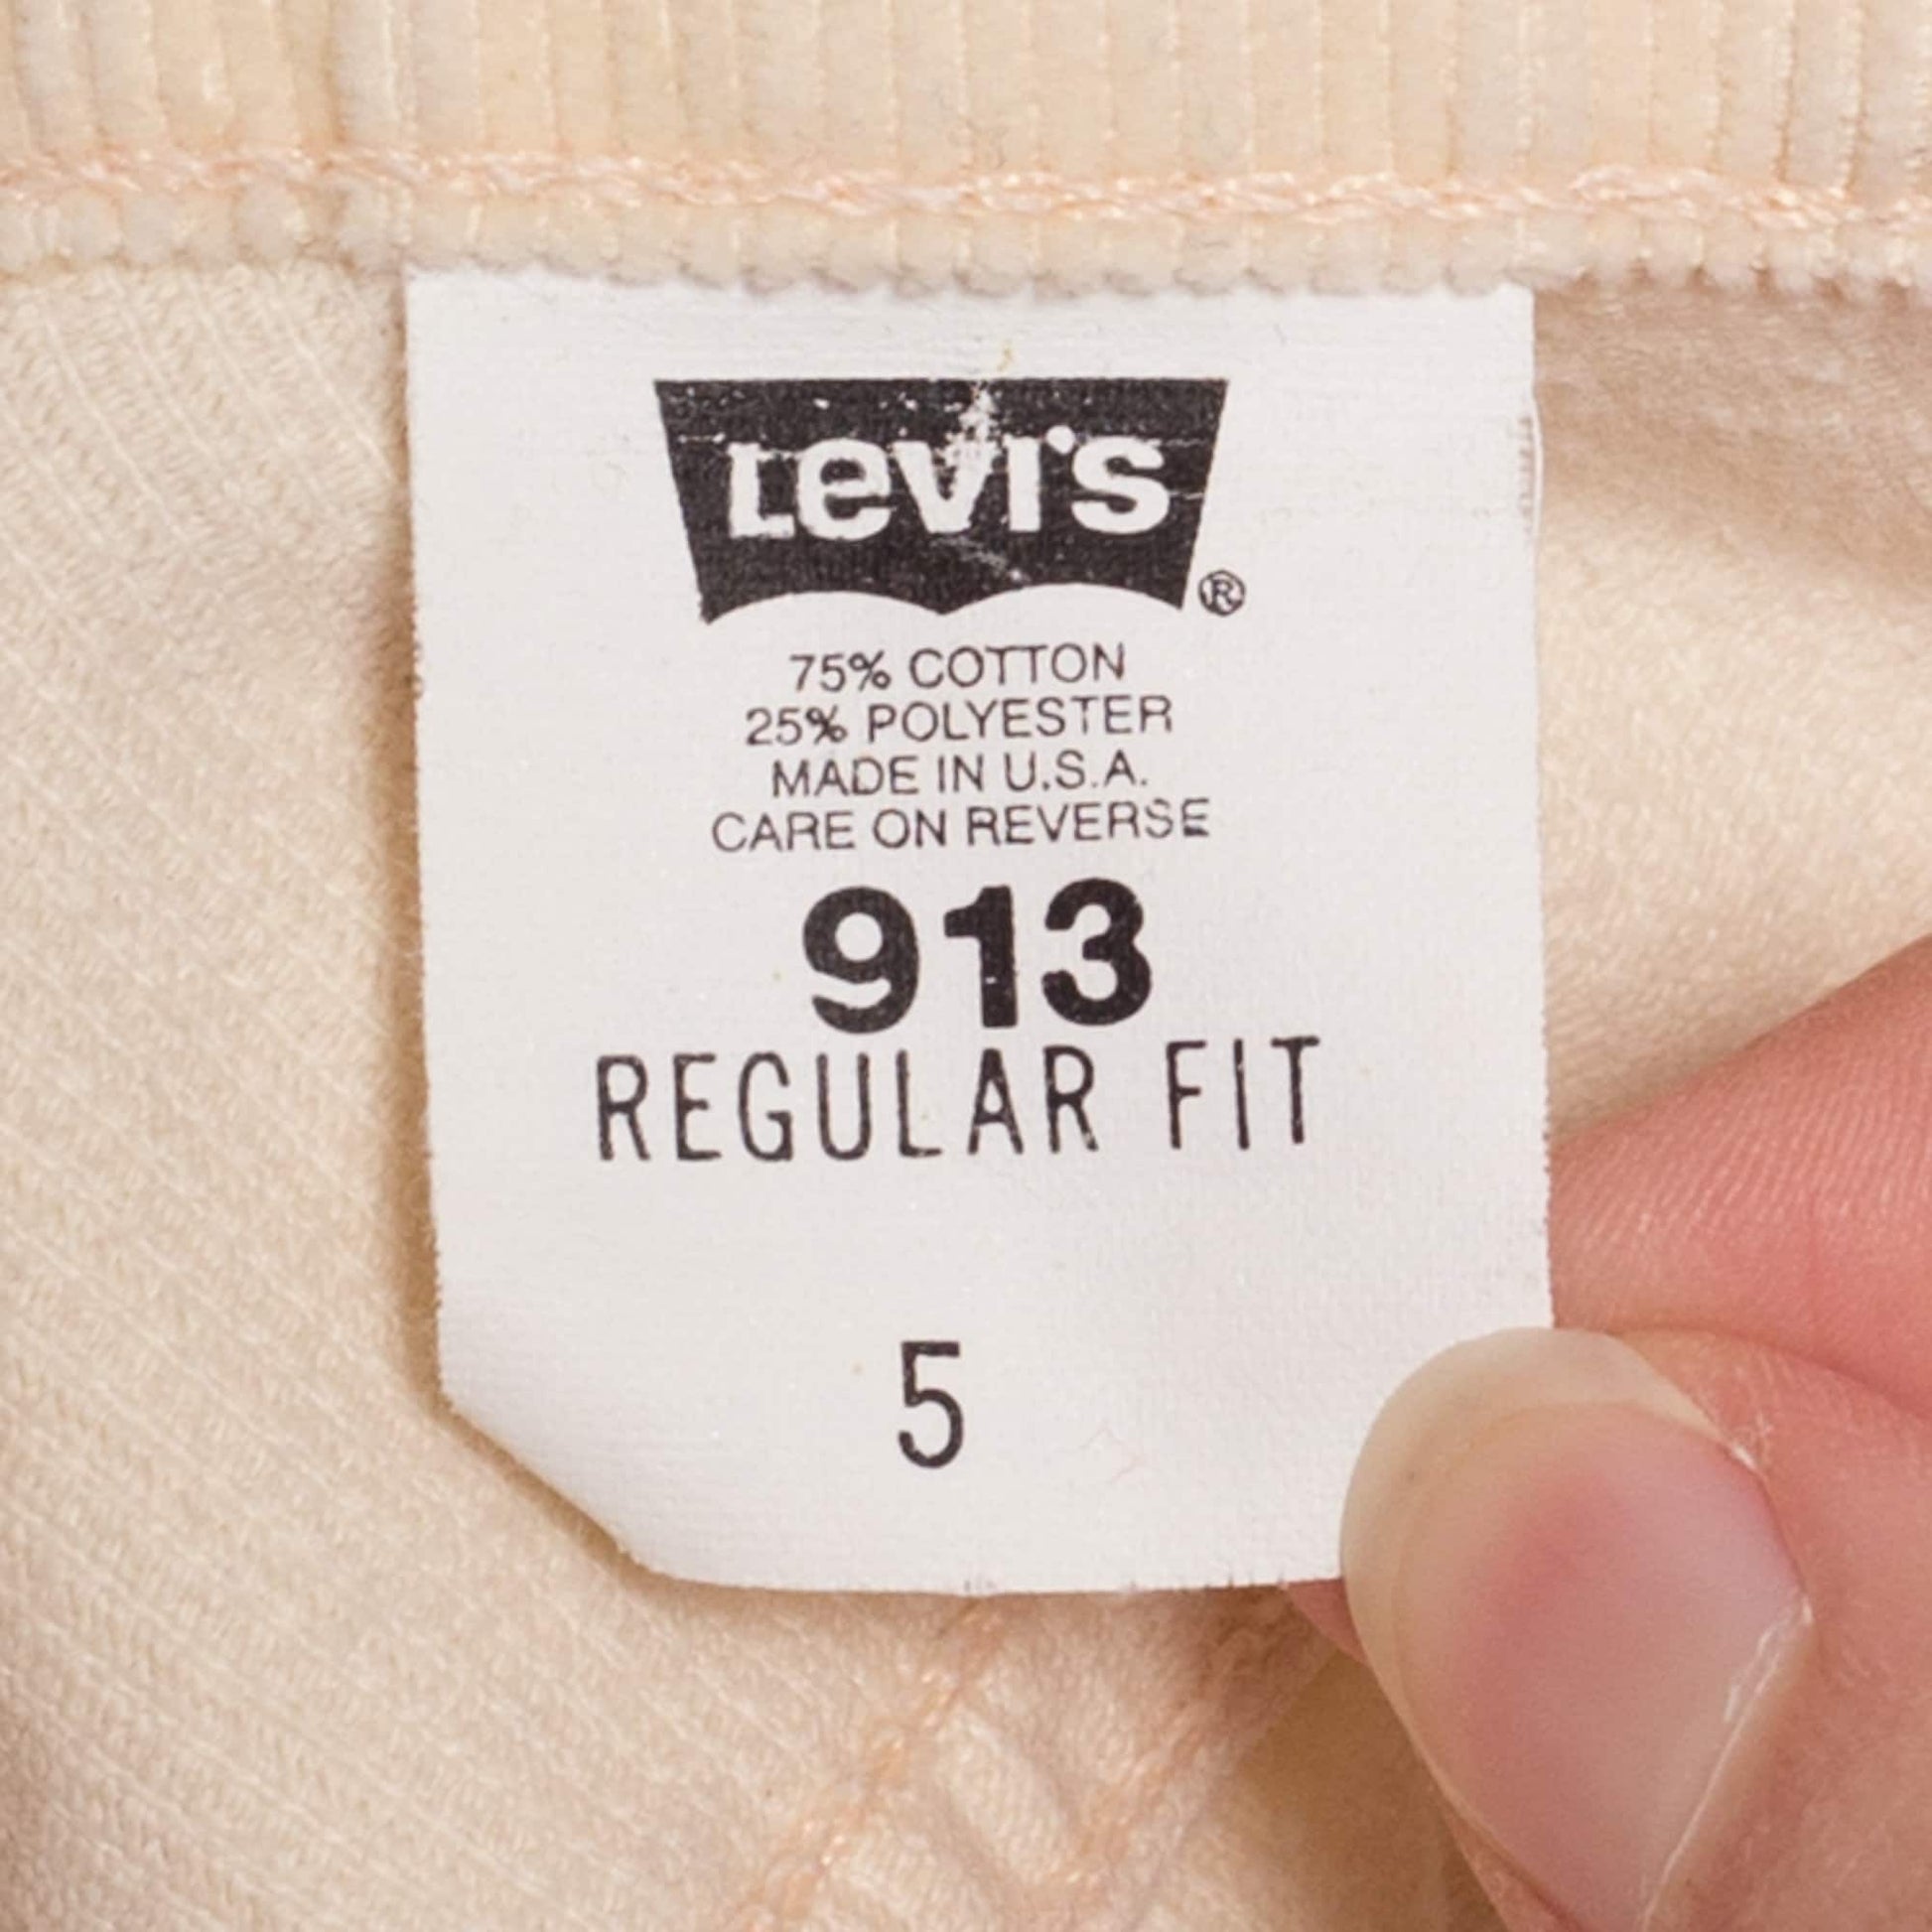 Levi's ®
75% COTTON
25% POLYESTER
MADE IN U.S.A.
CARE ON REVERSE
913
REGULAR FIT
5